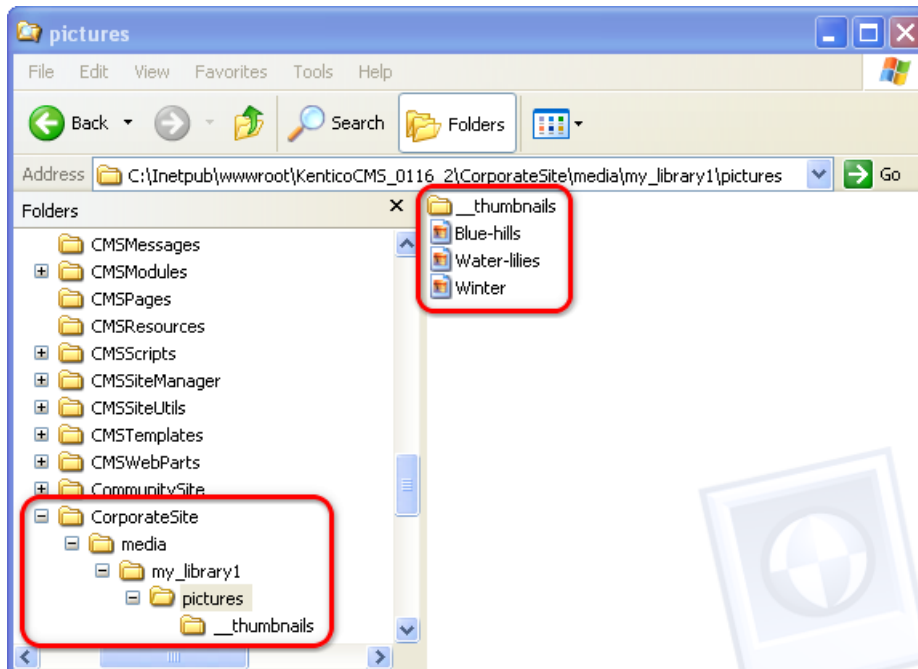 pictures
File Edit View Favorites Tools Help
Back Search Folders
Address C:\Inetpub\wwwroot\KenticoCMS_0116_2\CorporateSite\media\my_library1\pictures Go
Folders
CMSMessages
CMSModules
CMSPages
CMSResources
CMSScripts
CMSSiteManager
CMSSiteUtils
CMSTemplates
CMSWebParts
CommunitySite
CorporateSite
media
my_library1
pictures
__thumbnails
__thumbnails
Blue-hills
Water-lilies
Winter